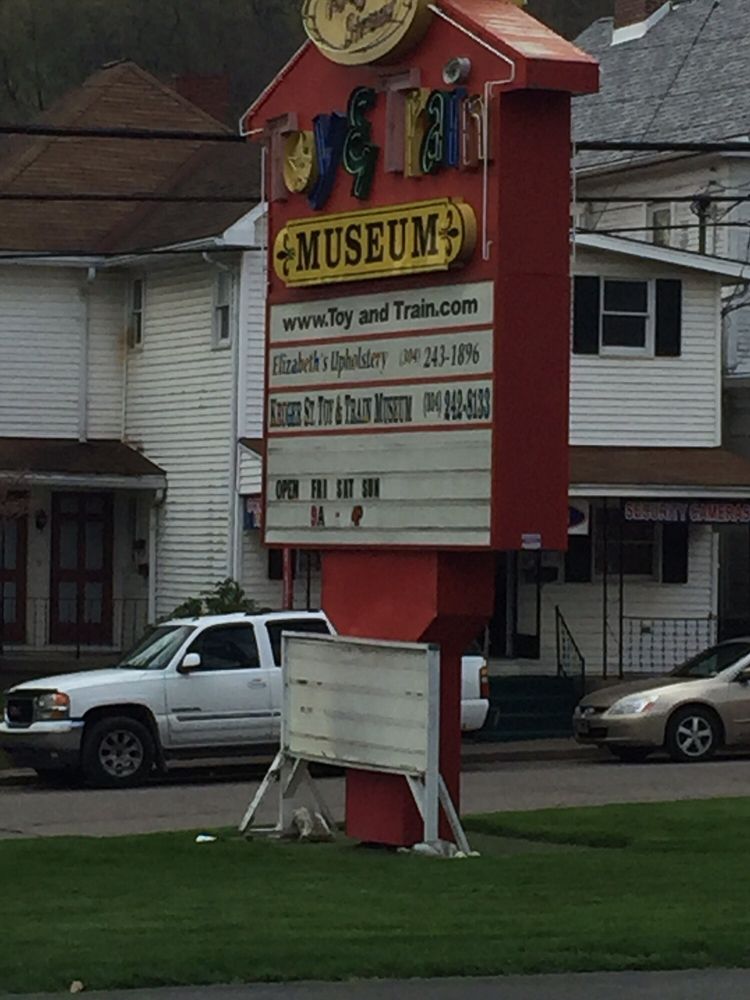 Toy & Train
MUSEUM
www.Toy and Train.com
Elizabeth's Upholstery (304) 243-1896
KRUGER ST. TOY & TRAIN MUSEUM (304) 242-8133
OPEN FRI SAT SUN
9A - 4P
SECURITY CAMERAS